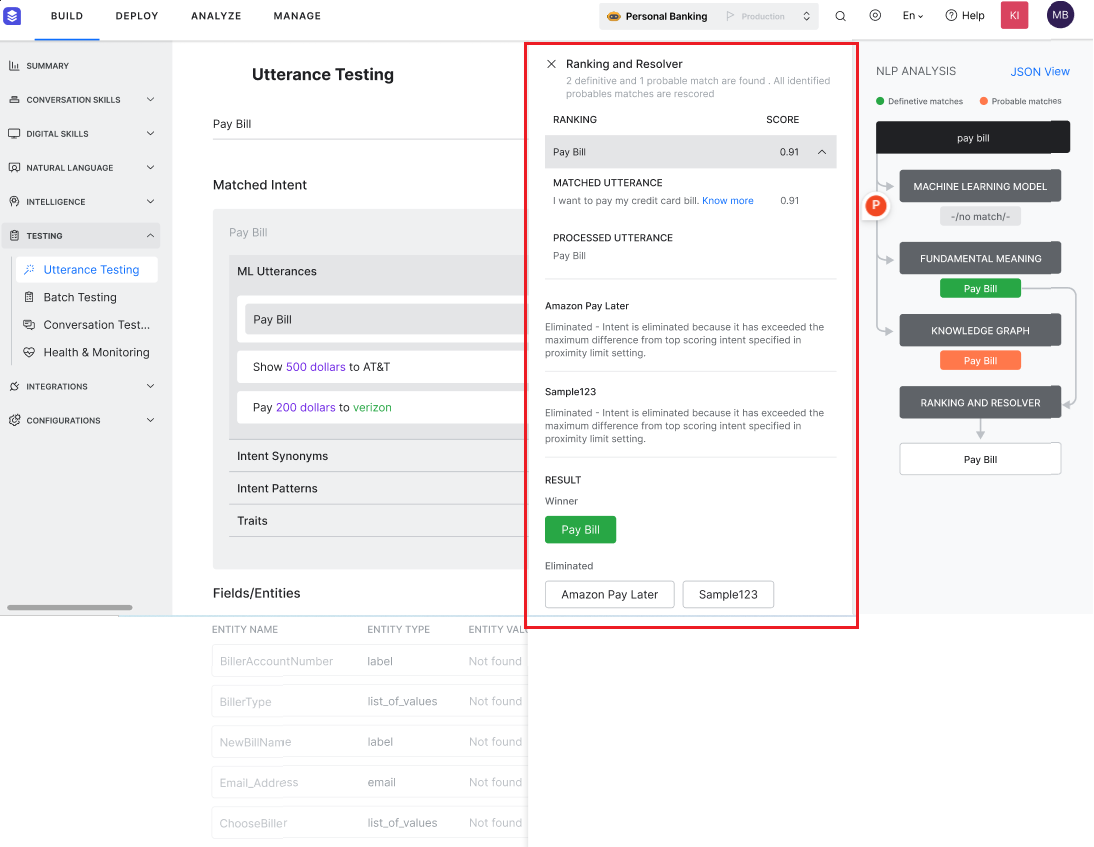 BUILD DEPLOY ANALYZE MANAGE Personal Banking Production En Help KI MB
SUMMARY
CONVERSATION SKILLS
DIGITAL SKILLS
NATURAL LANGUAGE
INTELLIGENCE
TESTING
Utterance Testing
Batch Testing
Conversation Test...
Health & Monitoring
INTEGRATIONS
CONFIGURATIONS
Utterance Testing
Pay Bill
Matched Intent
Pay Bill
ML Utterances
Pay Bill
Show 500 dollars to AT&T
Pay 200 dollars to verizon
Intent Synonyms
Intent Patterns
Traits
Fields/Entities
ENTITY NAME ENTITY TYPE ENTITY VALU
BillerAccountNumber label Not found
BillerType list_of_values Not found
NewBillName label Not found
Email_Address email Not found
ChooseBiller list_of_values Not found
Ranking and Resolver
2 definitive and 1 probable match are found . All identified
probables matches are rescored
RANKING SCORE
Pay Bill 0.91
MATCHED UTTERANCE
I want to pay my credit card bill. Know more 0.91
PROCESSED UTTERANCE
Pay Bill
Amazon Pay Later
Eliminated - Intent is eliminated because it has exceeded the
maximum difference from top scoring intent specified in
proximity limit setting.
Sample123
Eliminated - Intent is eliminated because it has exceeded the
maximum difference from top scoring intent specified in
proximity limit setting.
RESULT
Winner
Pay Bill
Eliminated
Amazon Pay Later Sample123
NLP ANALYSIS JSON View
Definetive matches Probable matches
pay bill
P
MACHINE LEARNING MODEL
-/no match/-
FUNDAMENTAL MEANING
Pay Bill
KNOWLEDGE GRAPH
Pay Bill
RANKING AND RESOLVER
Pay Bill